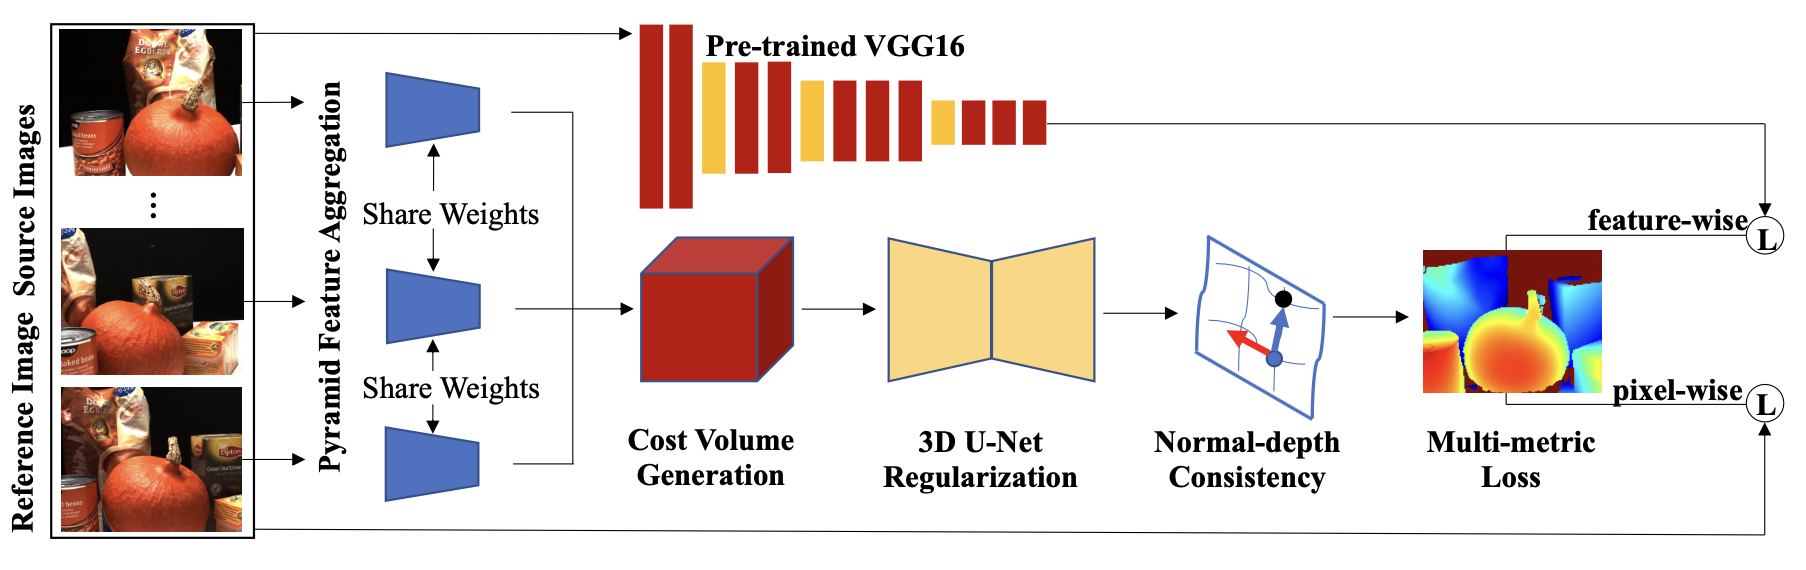 Reference Image Source Images
Pyramid Feature Aggregation
Share Weights
Share Weights
Pre-trained VGG16
Cost Volume
Generation
3D U-Net
Regularization
Normal-depth
Consistency
Multi-metric
Loss
feature-wise
L
pixel-wise
L